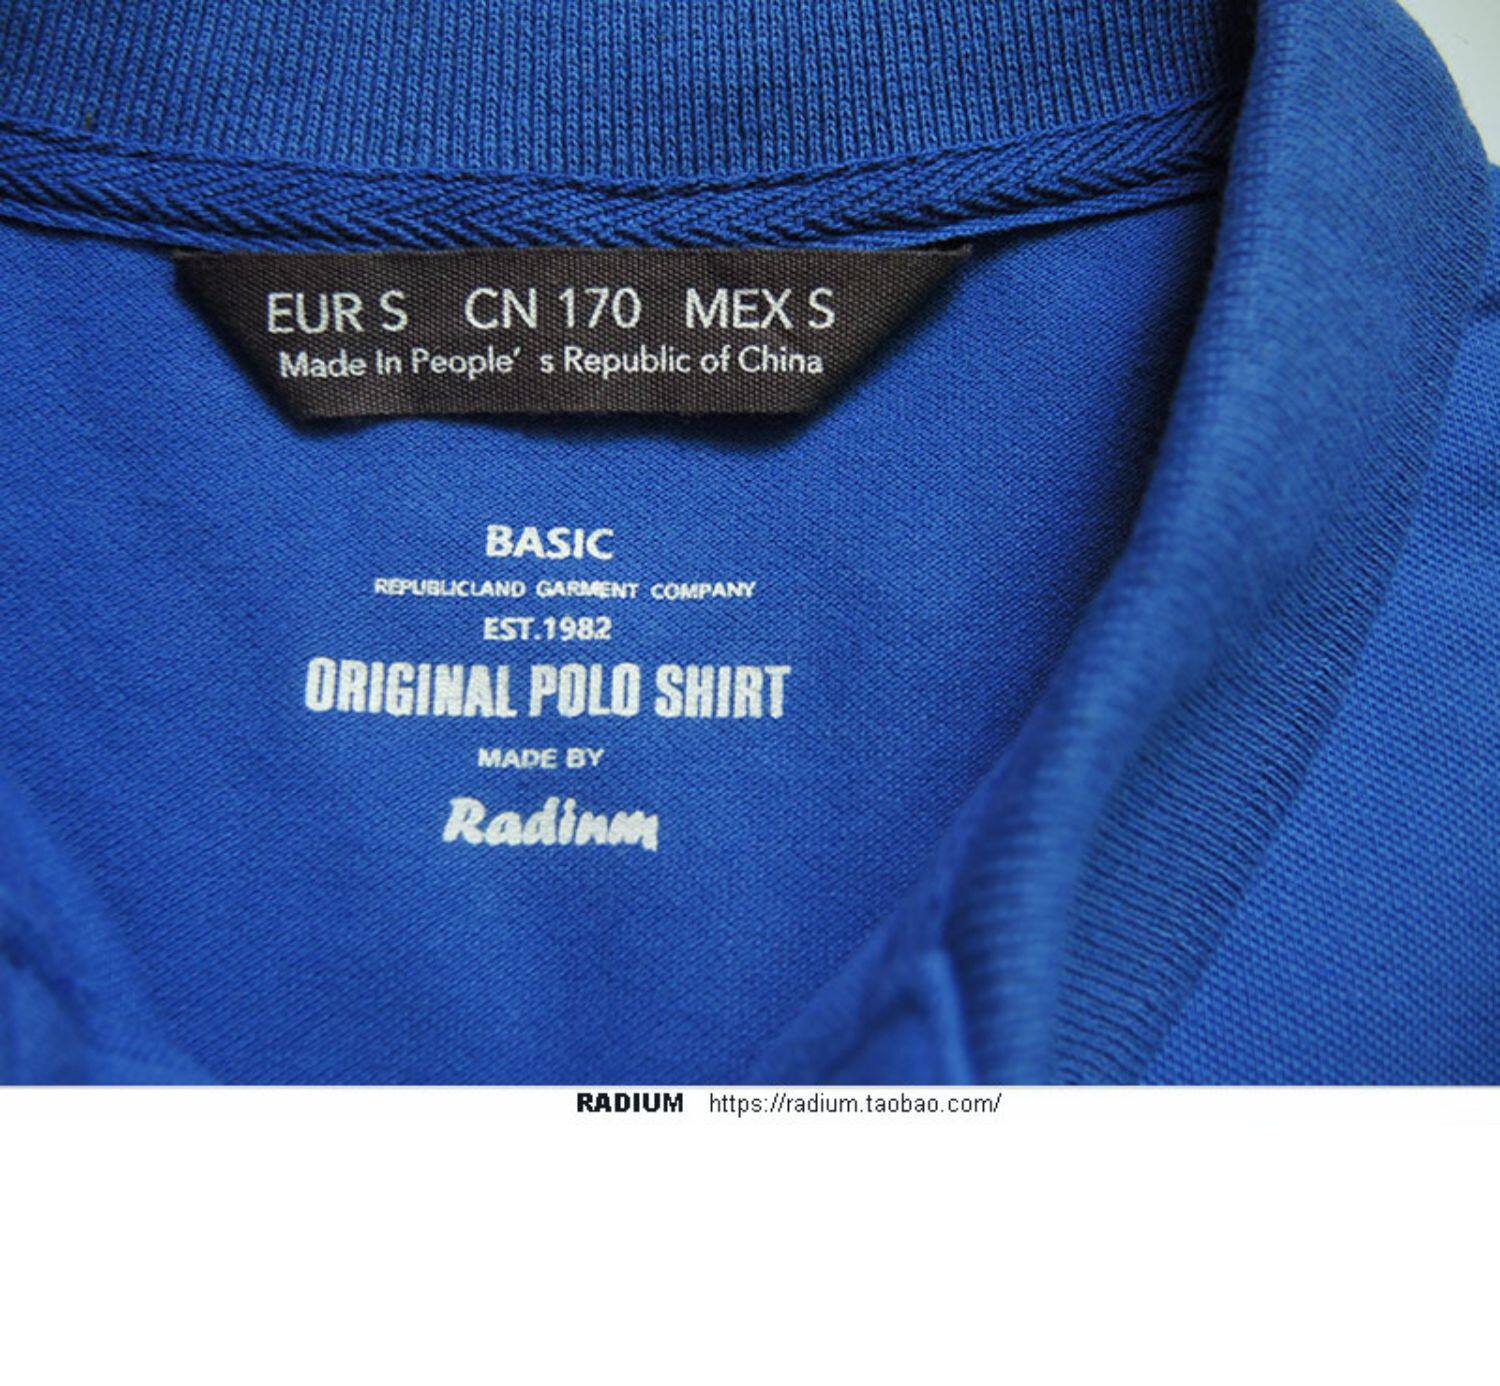 EUR S CN 170 MEX S
Made In People’ s Republic of China
BASIC
REPUBLICLAND GARMENT COMPANY
EST.1982
ORIGINAL POLO SHIRT
MADE BY
Radium
RADIUM https://radium.taobao.com/